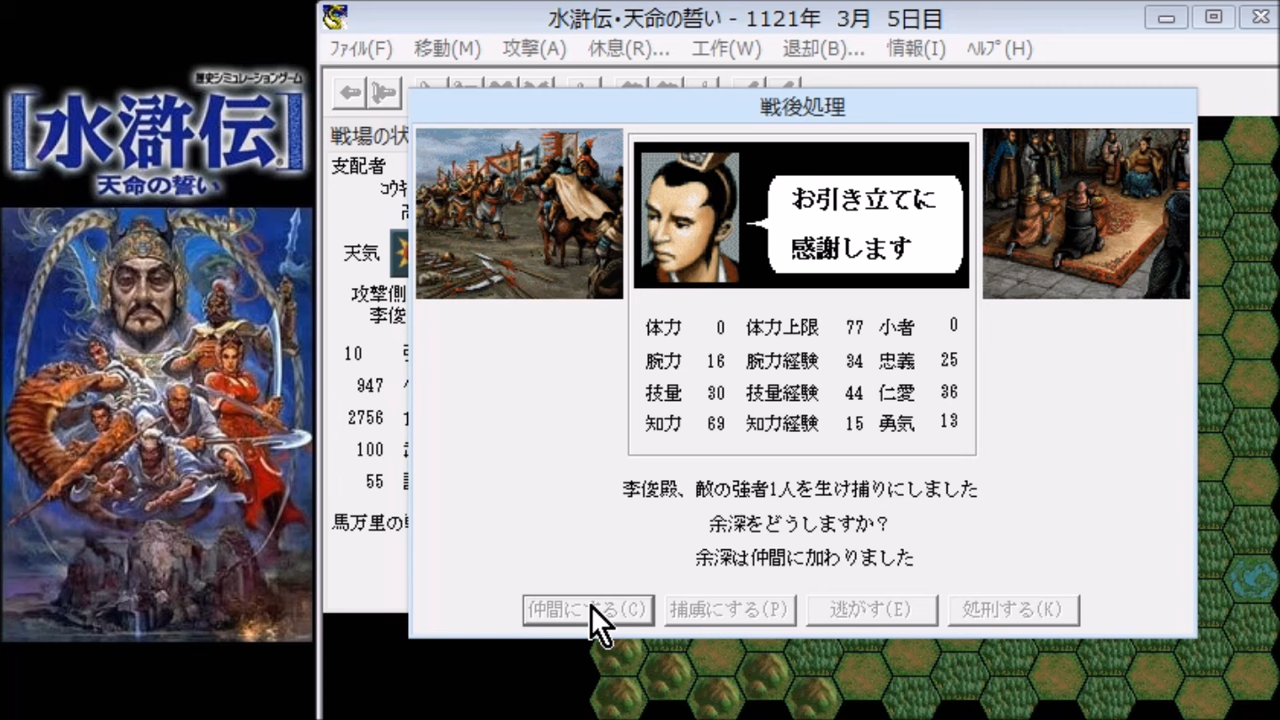 歴史シミュレーションゲーム
水滸伝
天命の誓い
水滸伝・天命の誓い - 1121年 3月 5日目
ﾌｧｲﾙ(F) 移動(M) 攻撃(A) 休息(R)... 工作(W) 退却(B)... 情報(I) ﾍﾙﾌﾟ(H)
戦後処理
戦場の状
支配者
ｺｳｷ
天気
攻撃側
李俊
10
947
2756
100
55
馬万里の
お引き立てに
感謝します
体力 0 体力上限 77 小者 0
腕力 16 腕力経験 34 忠義 25
技量 30 技量経験 44 仁愛 36
知力 69 知力経験 15 勇気 13
李俊殿、敵の強者1人を生け捕りにしました
余深をどうしますか？
余深は仲間に加わりました
仲間にする(C) 捕虜にする(P) 逃がす(E) 処刑する(K)